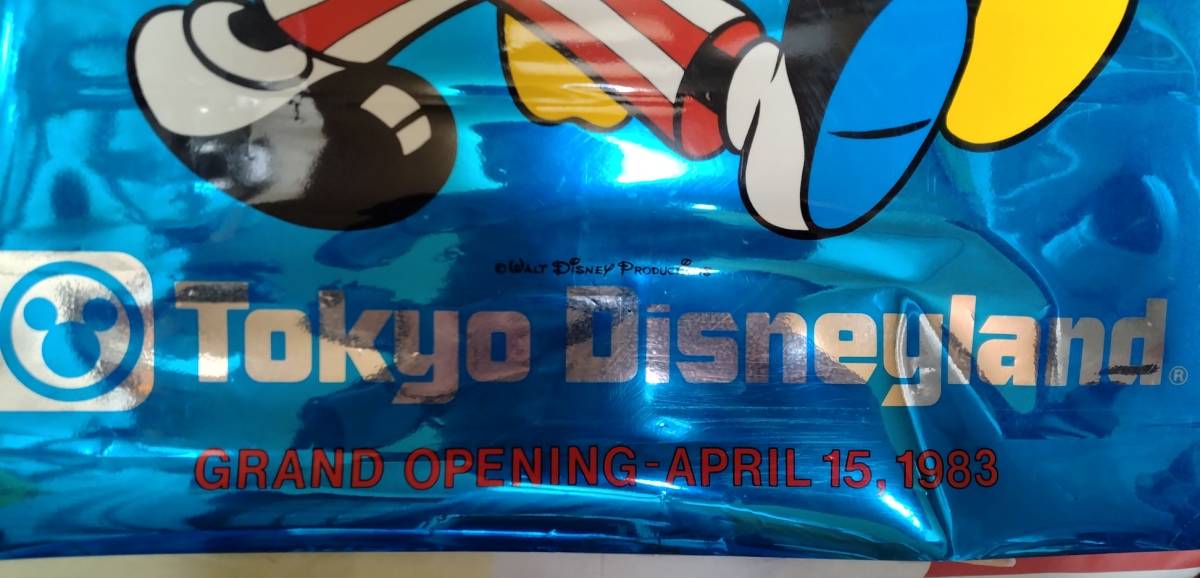 © WALT DISNEY PRODUCTIONS
Tokyo Disneyland®
GRAND OPENING-APRIL 15, 1983